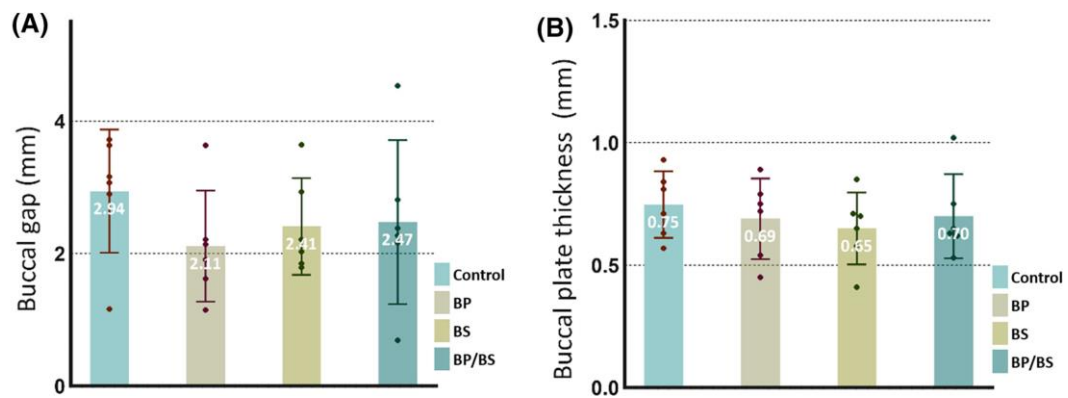 (A)
Buccal gap (mm)
4
2
0
2.94
2.11
2.41
2.47
Control
BP
BS
BP/BS
(B)
Buccal plate thickness (mm)
1.5
1.0
0.5
0.0
0.75
0.69
0.65
0.70
Control
BP
BS
BP/BS